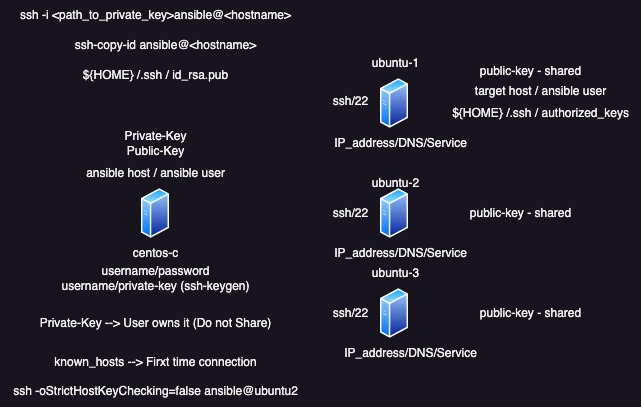 ssh -i <path_to_private_key>ansible@<hostname>
ssh-copy-id ansible@<hostname>
${HOME} /.ssh / id_rsa.pub
Private-Key
Public-Key
ansible host / ansible user
centos-c
username/password
username/private-key (ssh-keygen)
Private-Key --> User owns it (Do not Share)
known_hosts --> Firxt time connection
ssh -oStrictHostKeyChecking=false ansible@ubuntu2
ubuntu-1
ssh/22
IP_address/DNS/Service
public-key - shared
target host / ansible user
${HOME} /.ssh / authorized_keys
ubuntu-2
ssh/22
public-key - shared
IP_address/DNS/Service
ubuntu-3
ssh/22
public-key - shared
IP_address/DNS/Service